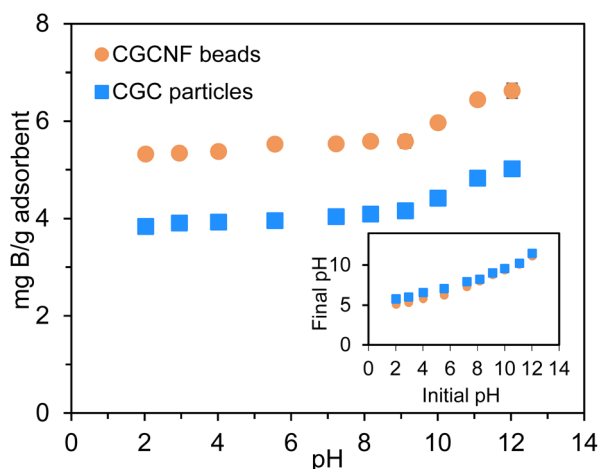 8
CGCNF beads
CGC particles
6
mg B/g adsorbent
4
2
0
0 2 4 6 8 10 12 14
pH
10
Final pH
5
0
0 2 4 6 8 10 12 14
Initial pH